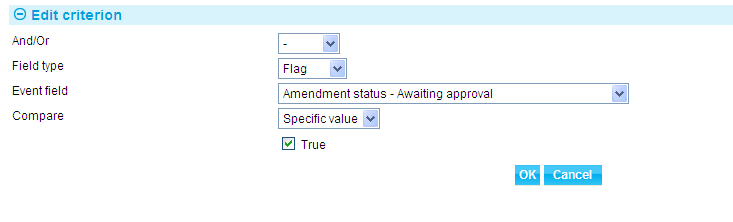 Edit criterion
And/Or -
Field type Flag
Event field Amendment status - Awaiting approval
Compare Specific value
True
OK Cancel